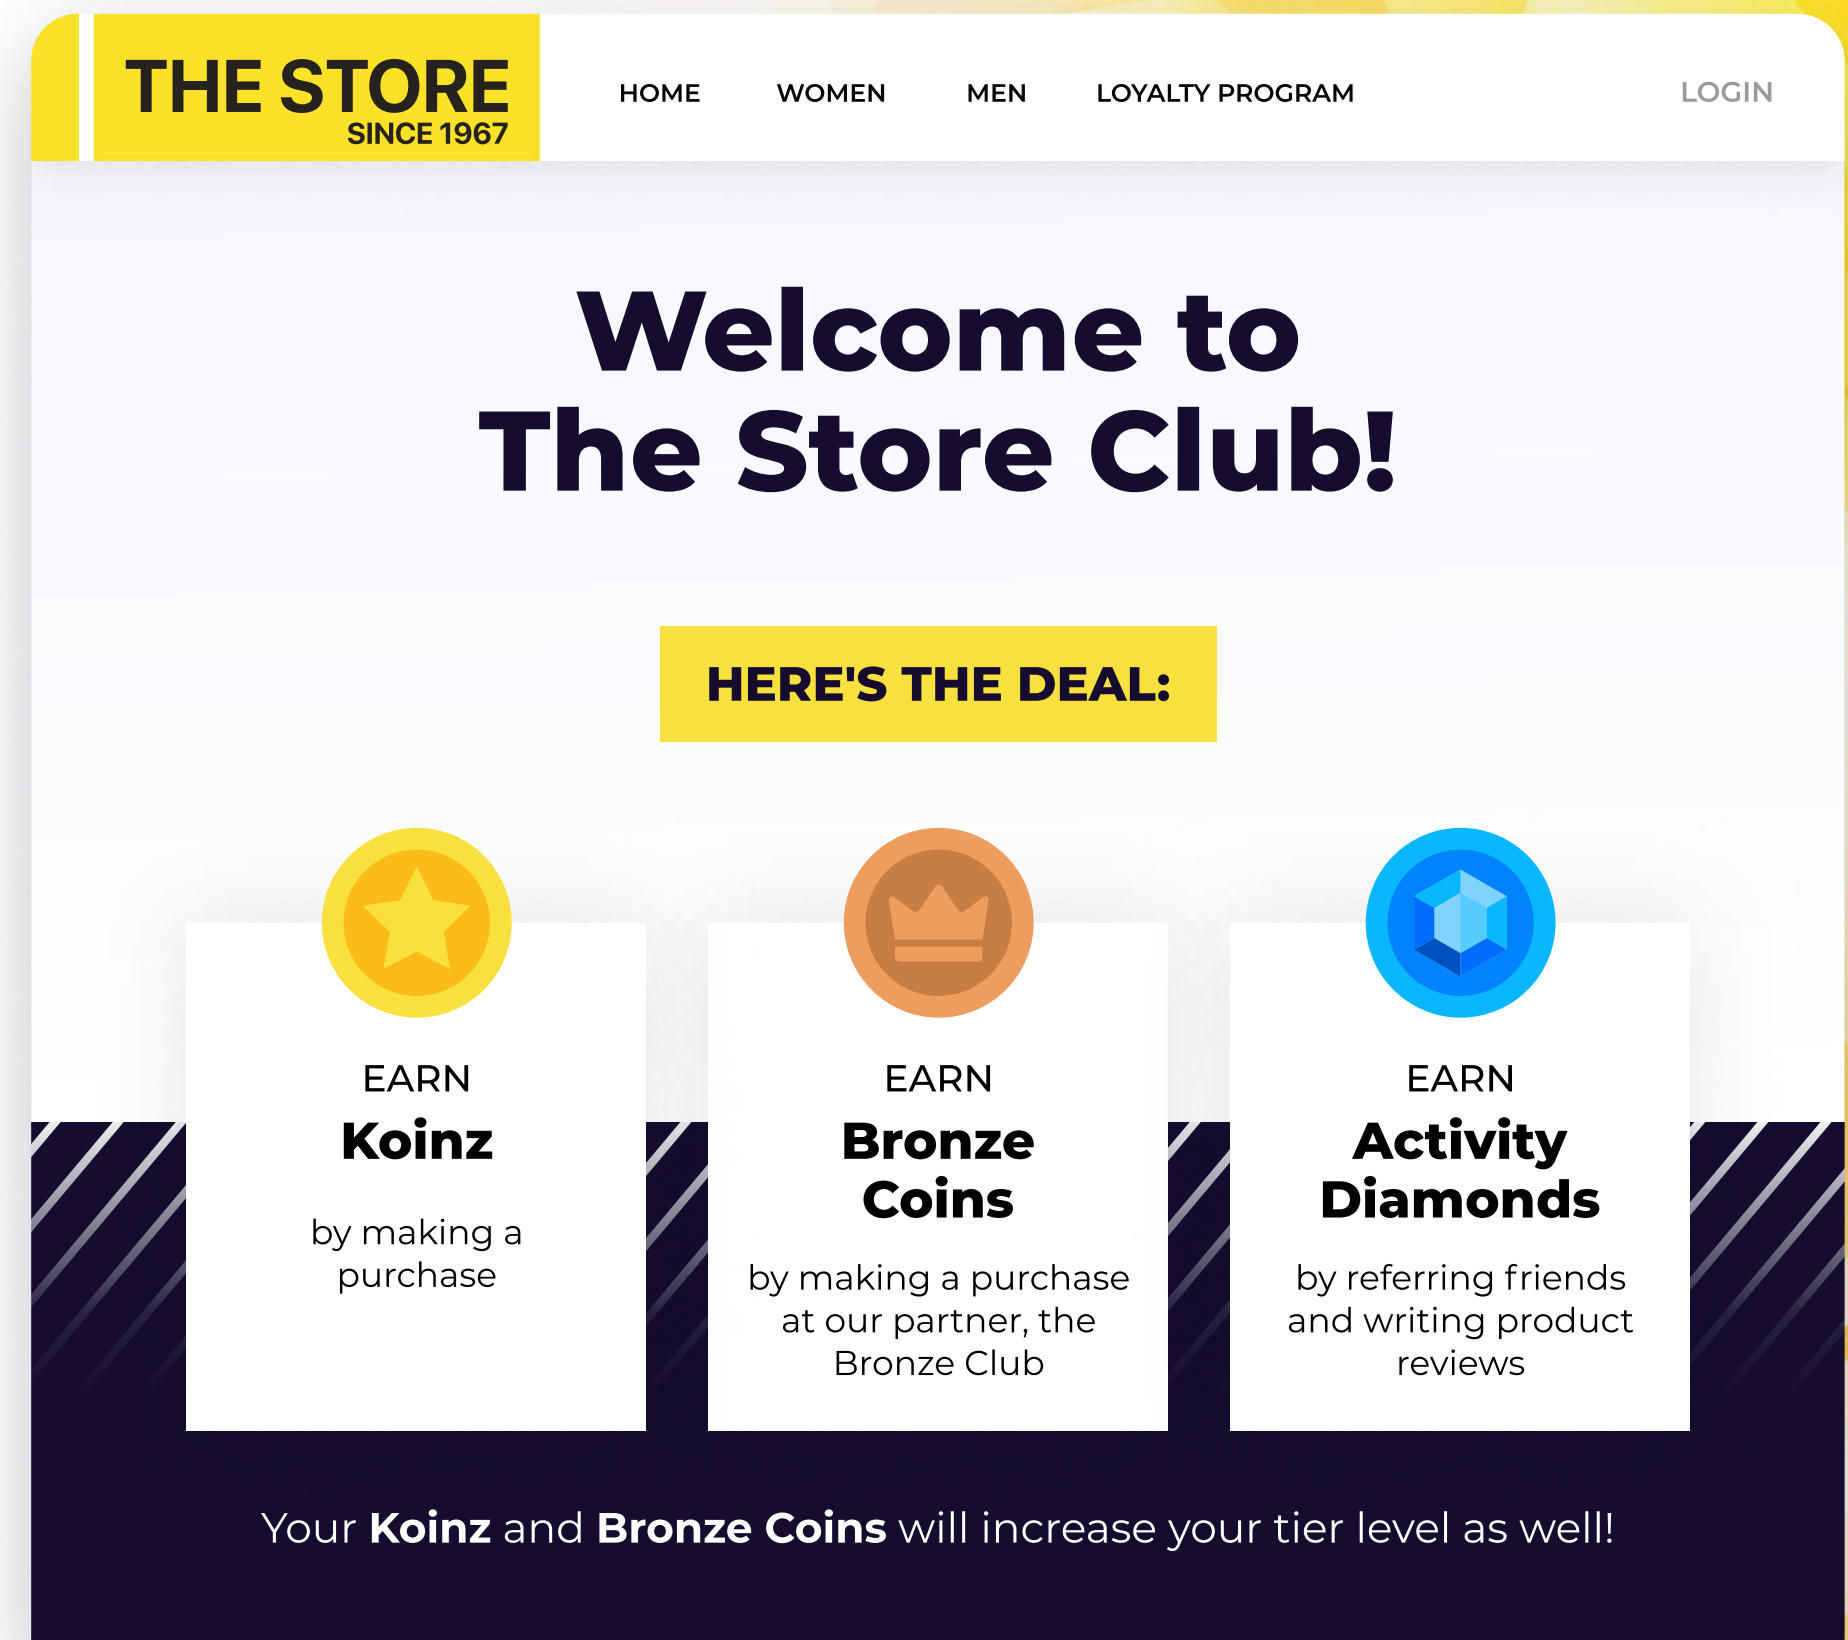 THE STORE
SINCE 1967
HOME WOMEN MEN LOYALTY PROGRAM LOGIN
Welcome to
The Store Club!
HERE'S THE DEAL:
EARN
Koinz
by making a
purchase
EARN
Bronze
Coins
by making a purchase
at our partner, the
Bronze Club
EARN
Activity
Diamonds
by referring friends
and writing product
reviews
Your Koinz and Bronze Coins will increase your tier level as well!